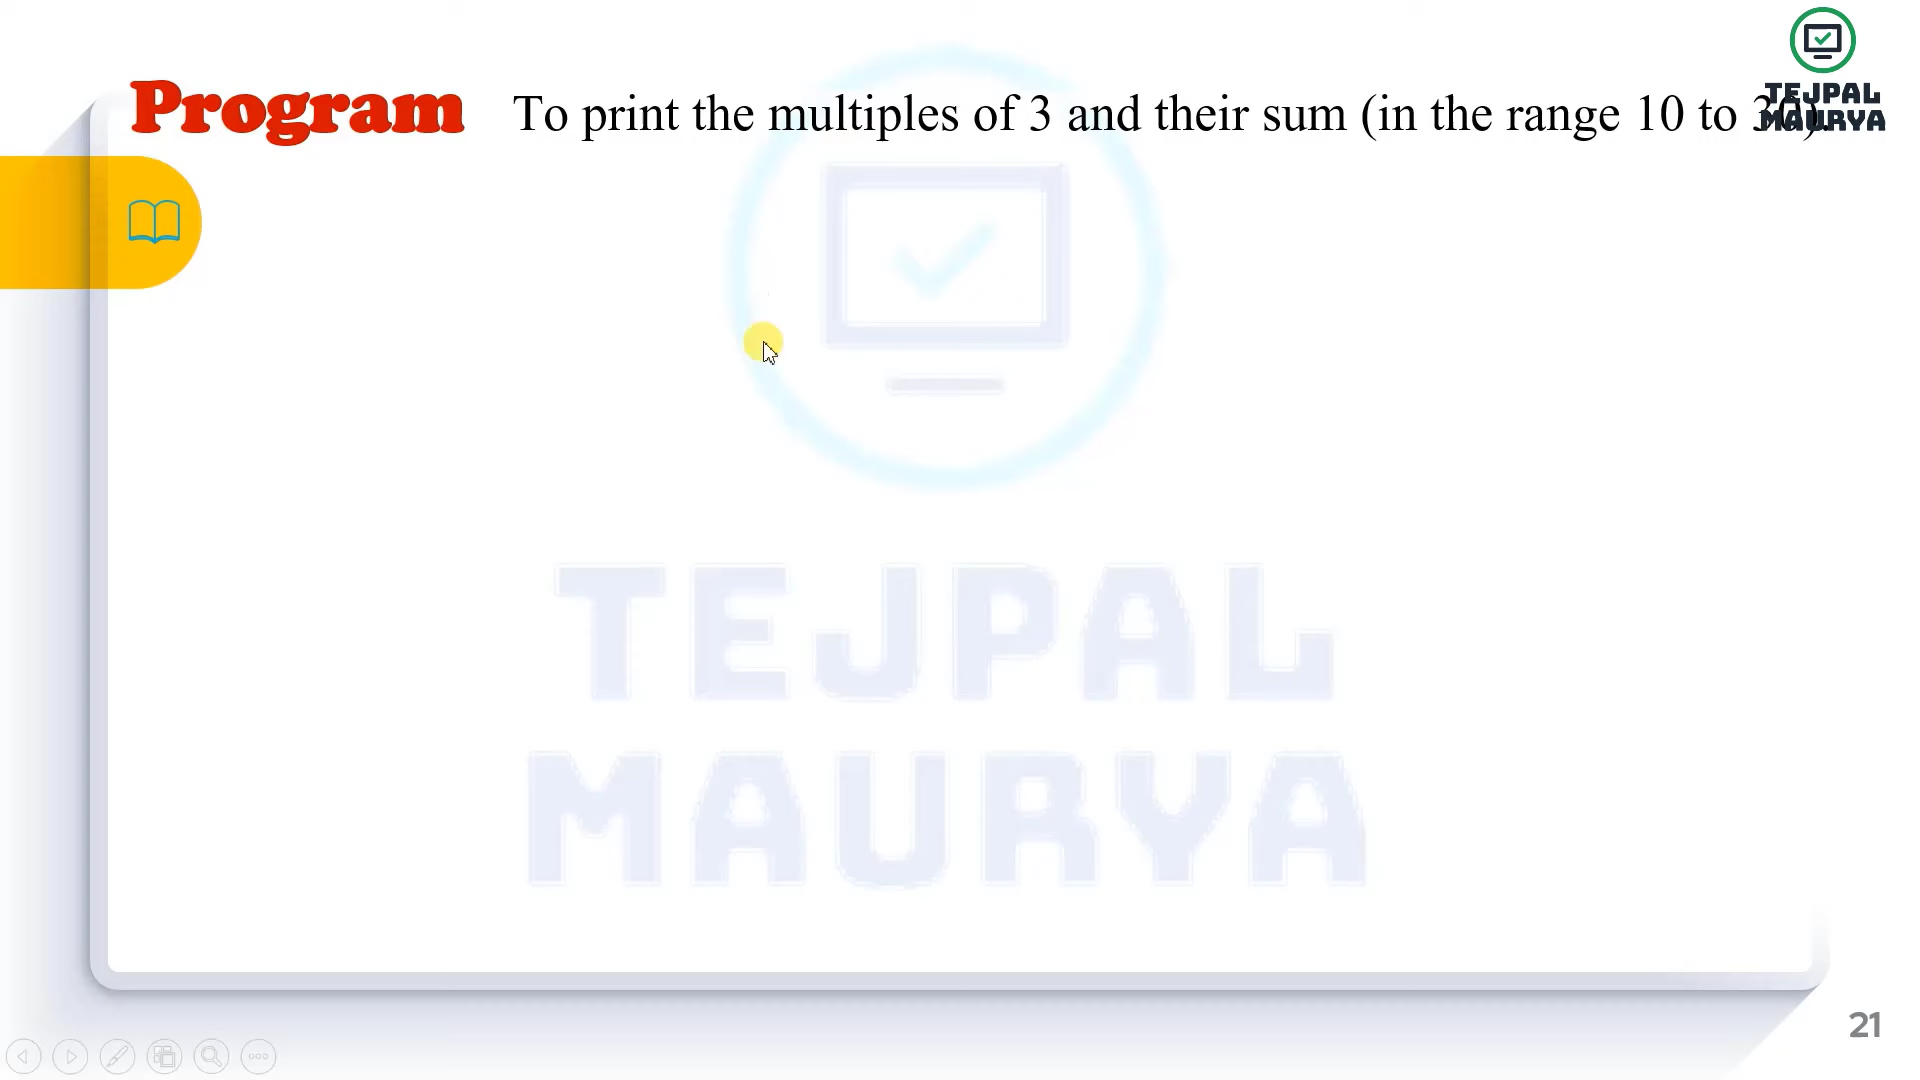 Program To print the multiples of 3 and their sum (in the range 10 to 30).
TEJPAL
MAURYA
TEJPAL
MAURYA
21